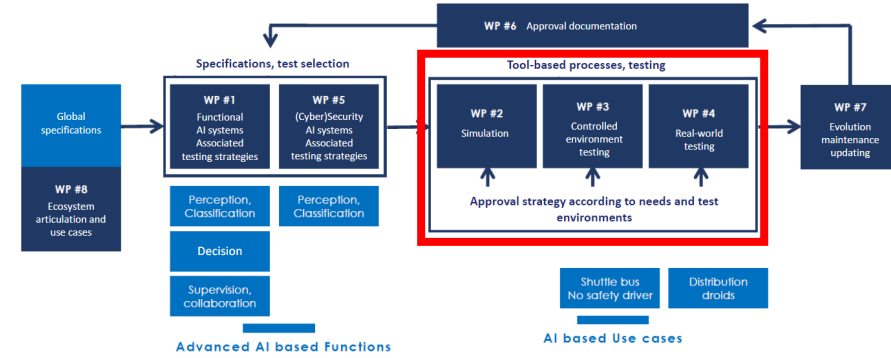 WP #6 Approval documentation
Specifications, test selection
Tool-based processes, testing
Global
specifications
WP #8
Ecosystem
articulation and
use cases
WP #1
Functional
AI systems
Associated
testing strategies
WP #5
(Cyber)Security
AI systems
Associated
testing strategies
WP #2
Simulation
WP #3
Controlled
environment
testing
WP #4
Real-world
testing
Approval strategy according to needs and test
environments
WP #7
Evolution
maintenance
updating
Perception,
Classification
Perception,
Classification
Decision
Supervision,
collaboration
Advanced AI based Functions
Shuttle bus
No safety driver
Distribution
droids
AI based Use cases